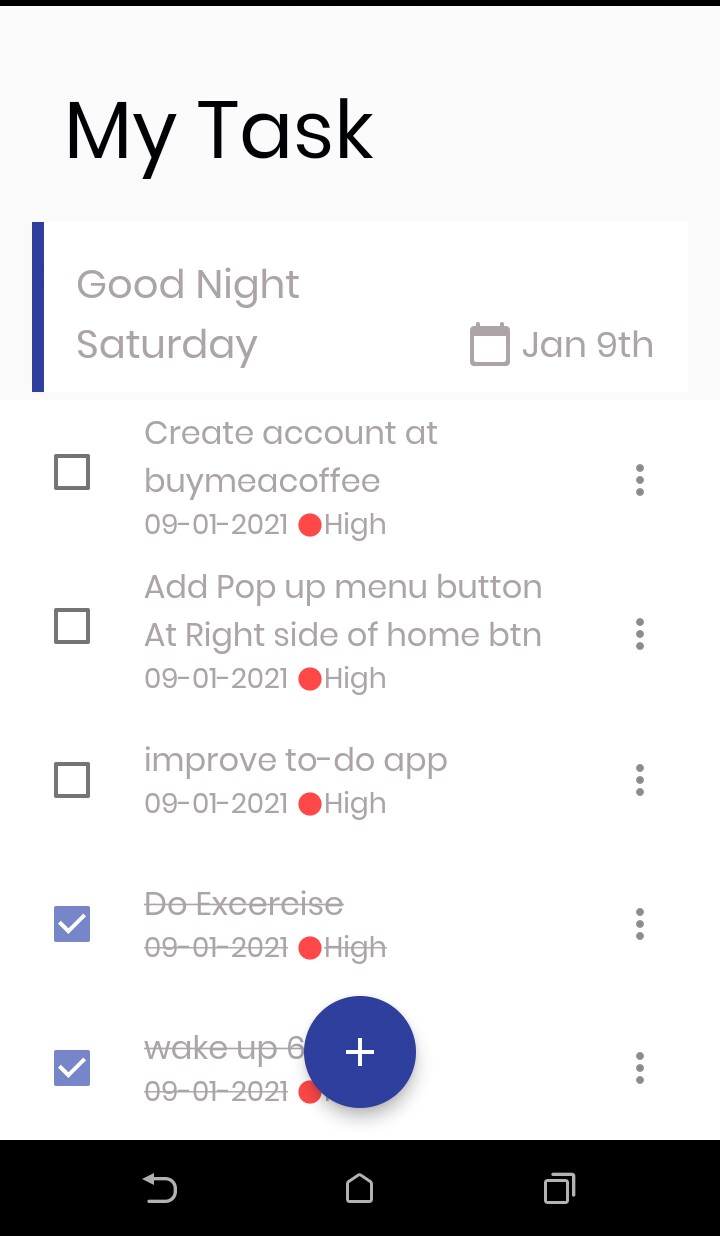 My Task
Good Night
Saturday
Jan 9th
Create account at
buymeacoffee
09-01-2021 High
Add Pop up menu button
At Right side of home btn
09-01-2021 High
improve to-do app
09-01-2021 High
Do Excercise
09-01-2021 High
wake up 6
09-01-2021